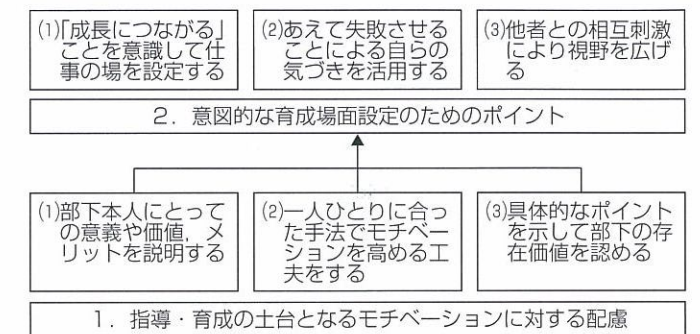 (1)「成長につながる」
ことを意識して仕
事の場を設定する
(2)あえて失敗させる
ことによる自らの
気づきを活用する
(3)他者との相互刺激
により視野を広げ
る
2．意図的な育成場面設定のためのポイント
(1)部下本人にとって
の意義や価値，メ
リットを説明する
(2)一人ひとりに合っ
た手法でモチベー
ションを高める工
夫をする
(3)具体的なポイント
を示して部下の存
在価値を認める
1．指導・育成の土台となるモチベーションに対する配慮